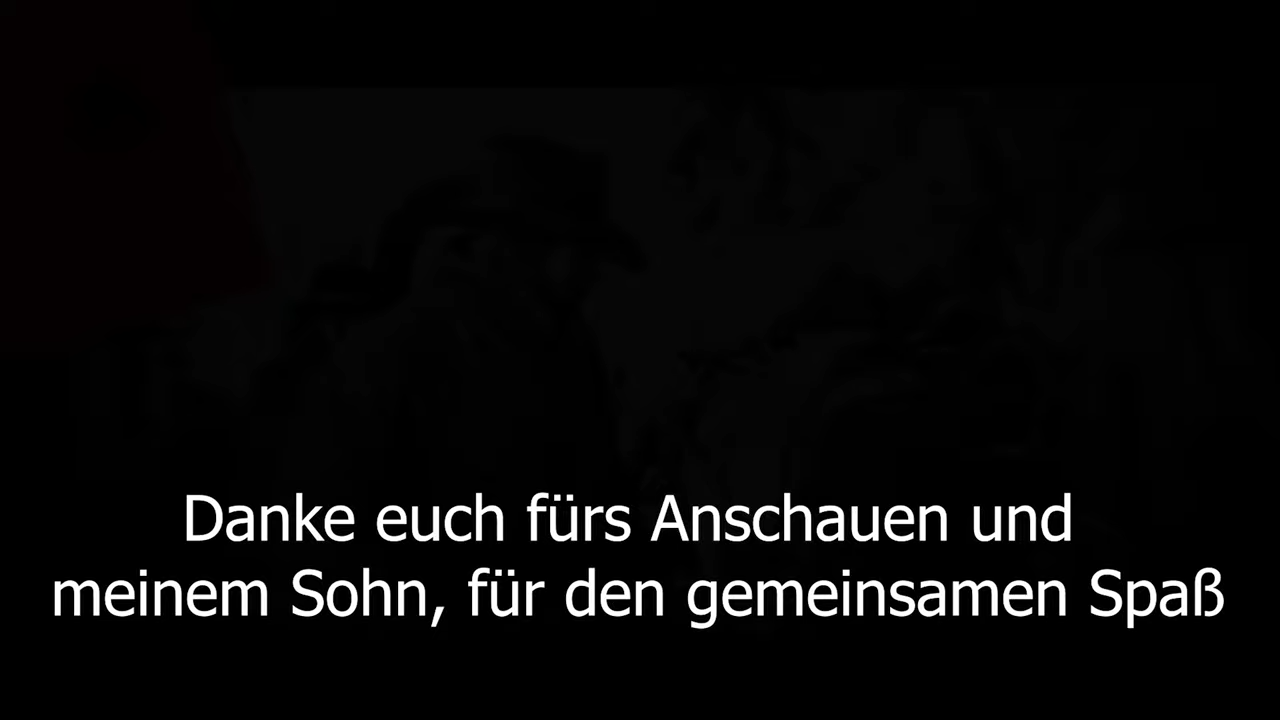 Danke euch fürs Anschauen und
meinem Sohn, für den gemeinsamen Spaß